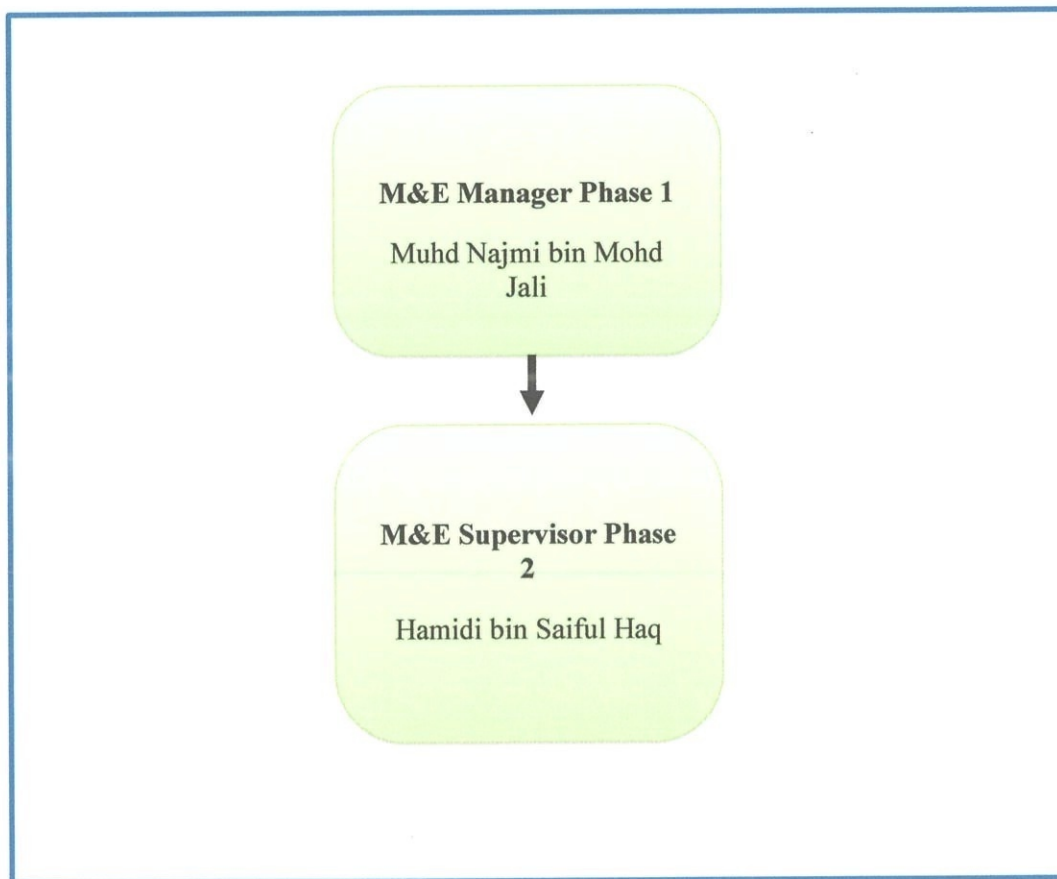 M&E Manager Phase 1
Muhd Najmi bin Mohd
Jali
M&E Supervisor Phase
2
Hamidi bin Saiful Haq